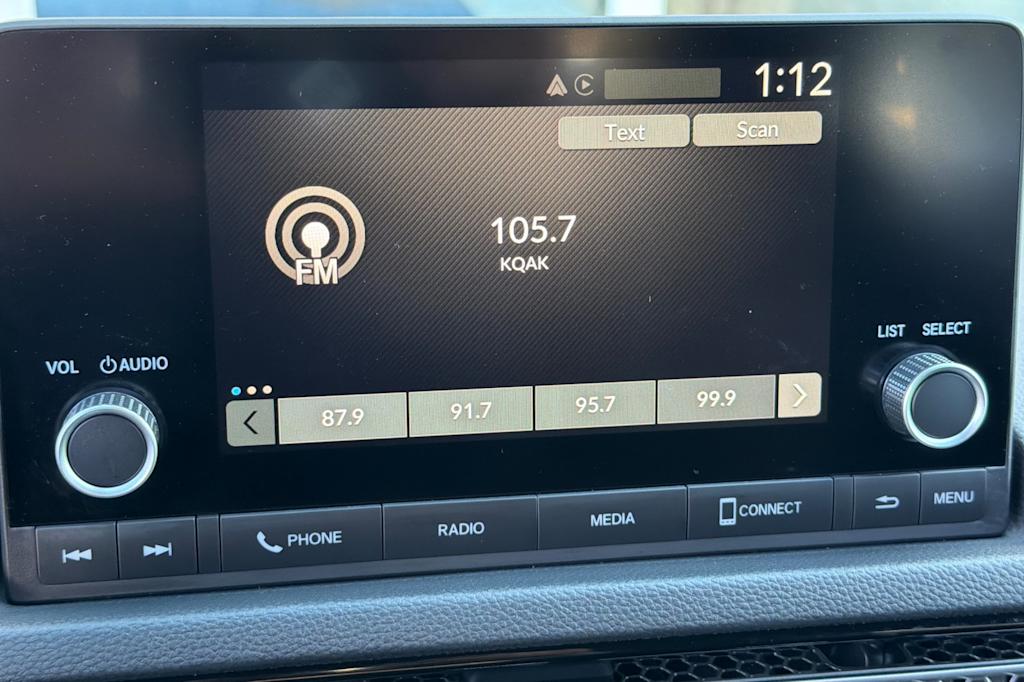 1:12
Text Scan
FM
105.7
KQAK
VOL AUDIO
LIST SELECT
< 87.9 91.7 95.7 99.9 >
PHONE RADIO MEDIA CONNECT MENU